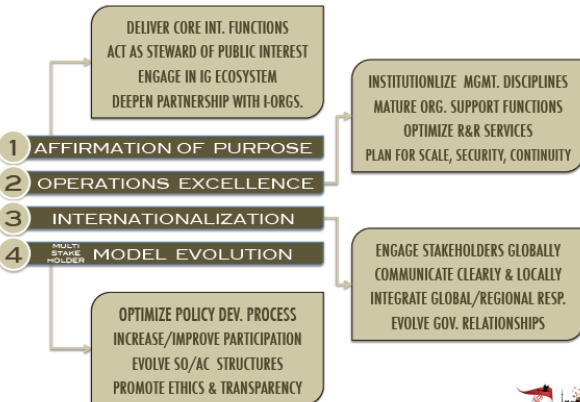 DELIVER CORE INT. FUNCTIONS
ACT AS STEWARD OF PUBLIC INTEREST
ENGAGE IN IG ECOSYSTEM
DEEPEN PARTNERSHIP WITH I-ORGS.
INSTITUTIONLIZE MGMT. DISCIPLINES
MATURE ORG. SUPPORT FUNCTIONS
OPTIMIZE R&R SERVICES
PLAN FOR SCALE, SECURITY, CONTINUITY
1 AFFIRMATION OF PURPOSE
2 OPERATIONS EXCELLENCE
3 INTERNATIONALIZATION
4 MULTI STAKE HOLDER MODEL EVOLUTION
ENGAGE STAKEHOLDERS GLOBALLY
COMMUNICATE CLEARLY & LOCALLY
INTEGRATE GLOBAL/REGIONAL RESP.
EVOLVE GOV. RELATIONSHIPS
OPTIMIZE POLICY DEV. PROCESS
INCREASE/IMPROVE PARTICIPATION
EVOLVE SO/AC STRUCTURES
PROMOTE ETHICS & TRANSPARENCY